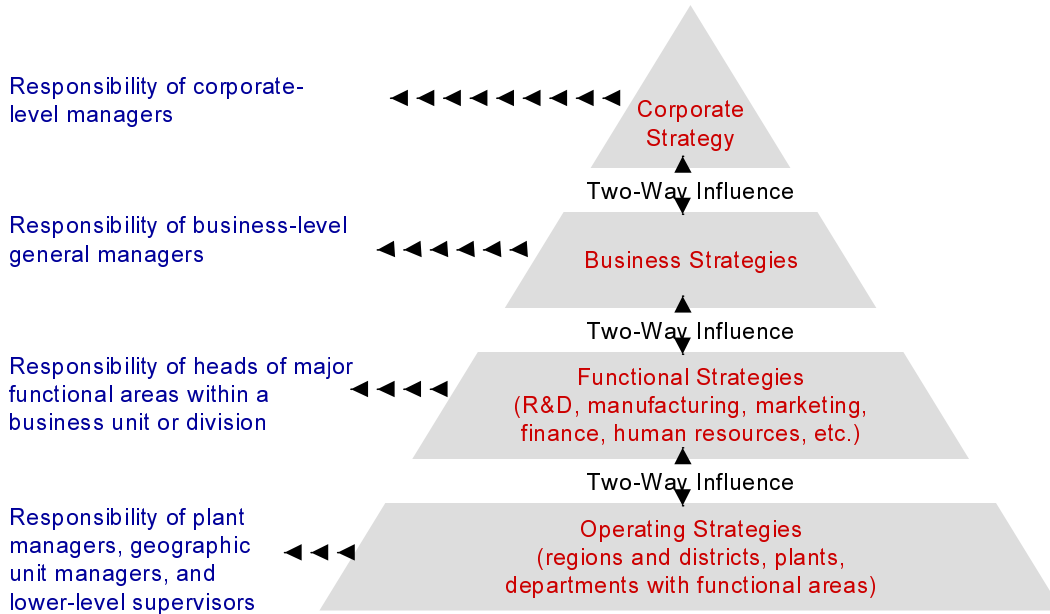 Responsibility of corporate-
level managers
Corporate
Strategy
Two-Way Influence
Responsibility of business-level
general managers
Business Strategies
Two-Way Influence
Responsibility of heads of major
functional areas within a
business unit or division
Functional Strategies
(R&D, manufacturing, marketing,
finance, human resources, etc.)
Two-Way Influence
Responsibility of plant
managers, geographic
unit managers, and
lower-level supervisors
Operating Strategies
(regions and districts, plants,
departments with functional areas)